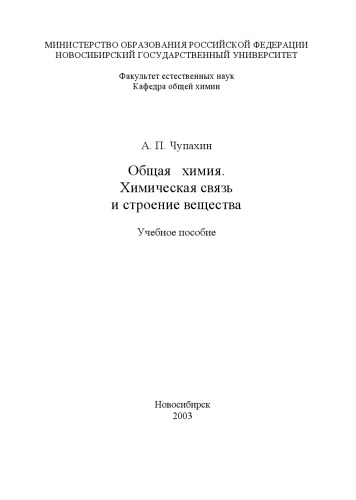 МИНИСТЕРСТВО ОБРАЗОВАНИЯ РОССИЙСКОЙ ФЕДЕРАЦИИ
НОВОСИБИРСКИЙ ГОСУДАРСТВЕННЫЙ УНИВЕРСИТЕТ
Факультет естественных наук
Кафедра общей химии
А. П. Чупахин
Общая химия.
Химическая связь
и строение вещества
Учебное пособие
Новосибирск
2003